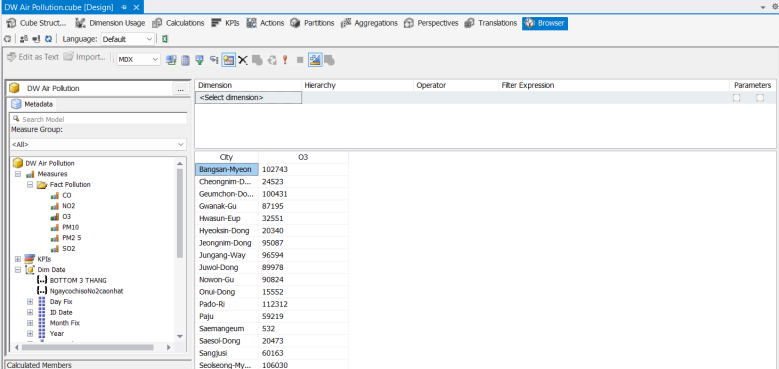 DW Air Pollution.cube [Design]
Cube Struct... Dimension Usage Calculations KPIs Actions Partitions Aggregations Perspectives Translations Browser
Language: Default
Edit as Text Import... MDX
DW Air Pollution ...
Metadata
Search Model
Measure Group:
<All>
DW Air Pollution
Measures
Fact Pollution
CO
NO2
O3
PM10
PM2 5
SO2
KPIs
Dim Date
BOTTOM 3 THANG
NgaycochisoNo2caonhat
Day Fix
ID Date
Month Fix
Year
Calculated Members
Dimension Hierarchy Operator Filter Expression Parameters
<Select dimension>
City O3
Bangsan-Myeon 102743
Cheongnim-D... 24523
Geumchon-Do... 100431
Gwanak-Gu 87195
Hwasun-Eup 32551
Hyeoksin-Dong 20340
Jeongnim-Dong 95087
Jungang-Way 96594
Juwol-Dong 89978
Nowon-Gu 90824
Onui-Dong 15552
Pado-Ri 112312
Paju 59219
Saemangeum 532
Saesol-Dong 20473
Sangjusi 60163
Seolseong-My... 106030